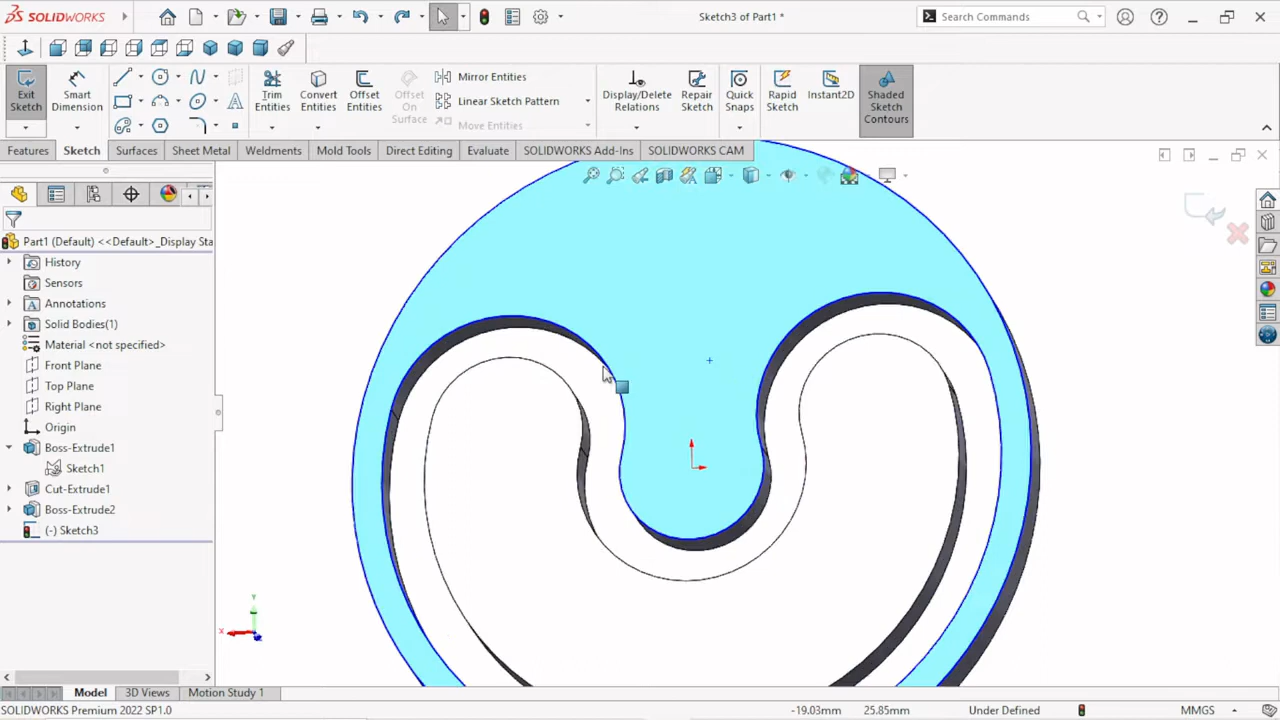 SOLIDWORKS
Sketch3 of Part1 *
Search Commands
Exit Sketch
Smart Dimension
Trim Entities
Convert Entities
Offset Entities
Offset On Surface
Mirror Entities
Linear Sketch Pattern
Move Entities
Display/Delete Relations
Repair Sketch
Quick Snaps
Rapid Sketch
Instant2D
Shaded Sketch Contours
Features
Sketch
Surfaces
Sheet Metal
Weldments
Mold Tools
Direct Editing
Evaluate
SOLIDWORKS Add-Ins
SOLIDWORKS CAM
Part1 (Default) <<Default>_Display Sta
History
Sensors
Annotations
Solid Bodies(1)
Material <not specified>
Front Plane
Top Plane
Right Plane
Origin
Boss-Extrude1
Sketch1
Cut-Extrude1
Boss-Extrude2
(-) Sketch3
Y
X
Model
3D Views
Motion Study 1
SOLIDWORKS Premium 2022 SP1.0
-19.03mm
25.85mm
Under Defined
MMGS